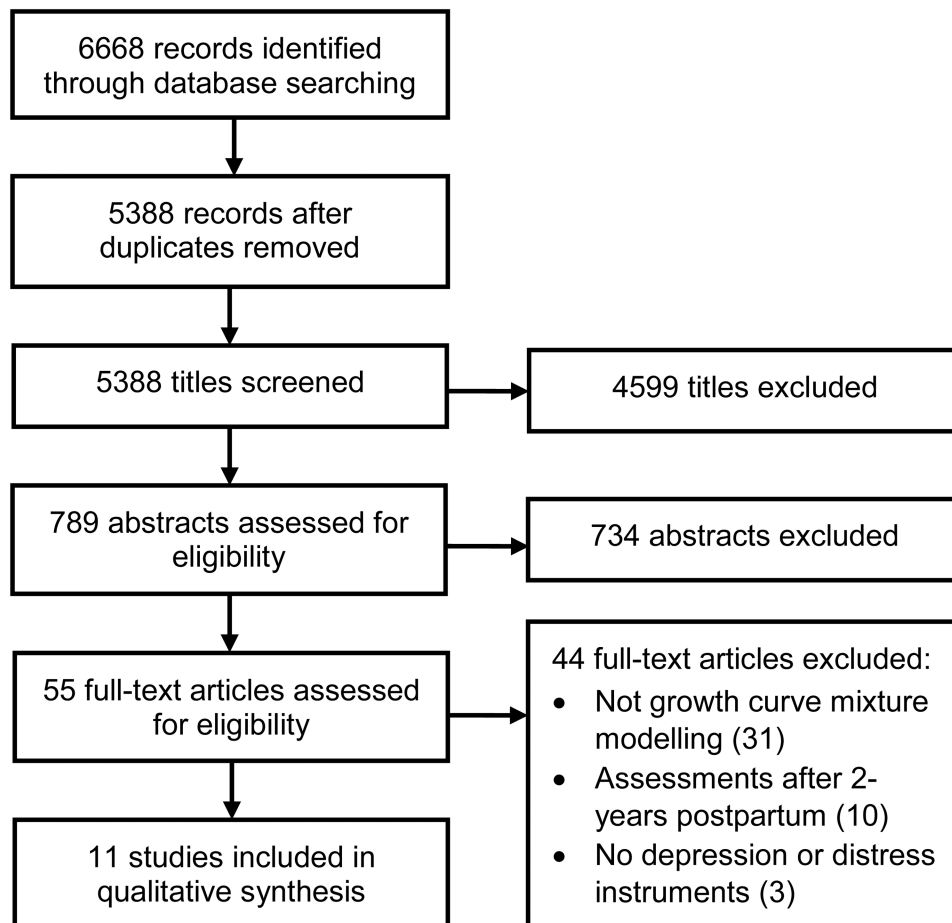 6668 records identified
through database searching
5388 records after
duplicates removed
5388 titles screened
4599 titles excluded
789 abstracts assessed for
eligibility
734 abstracts excluded
55 full-text articles assessed
for eligibility
44 full-text articles excluded:
• Not growth curve mixture
modelling (31)
• Assessments after 2-
years postpartum (10)
• No depression or distress
instruments (3)
11 studies included in
qualitative synthesis